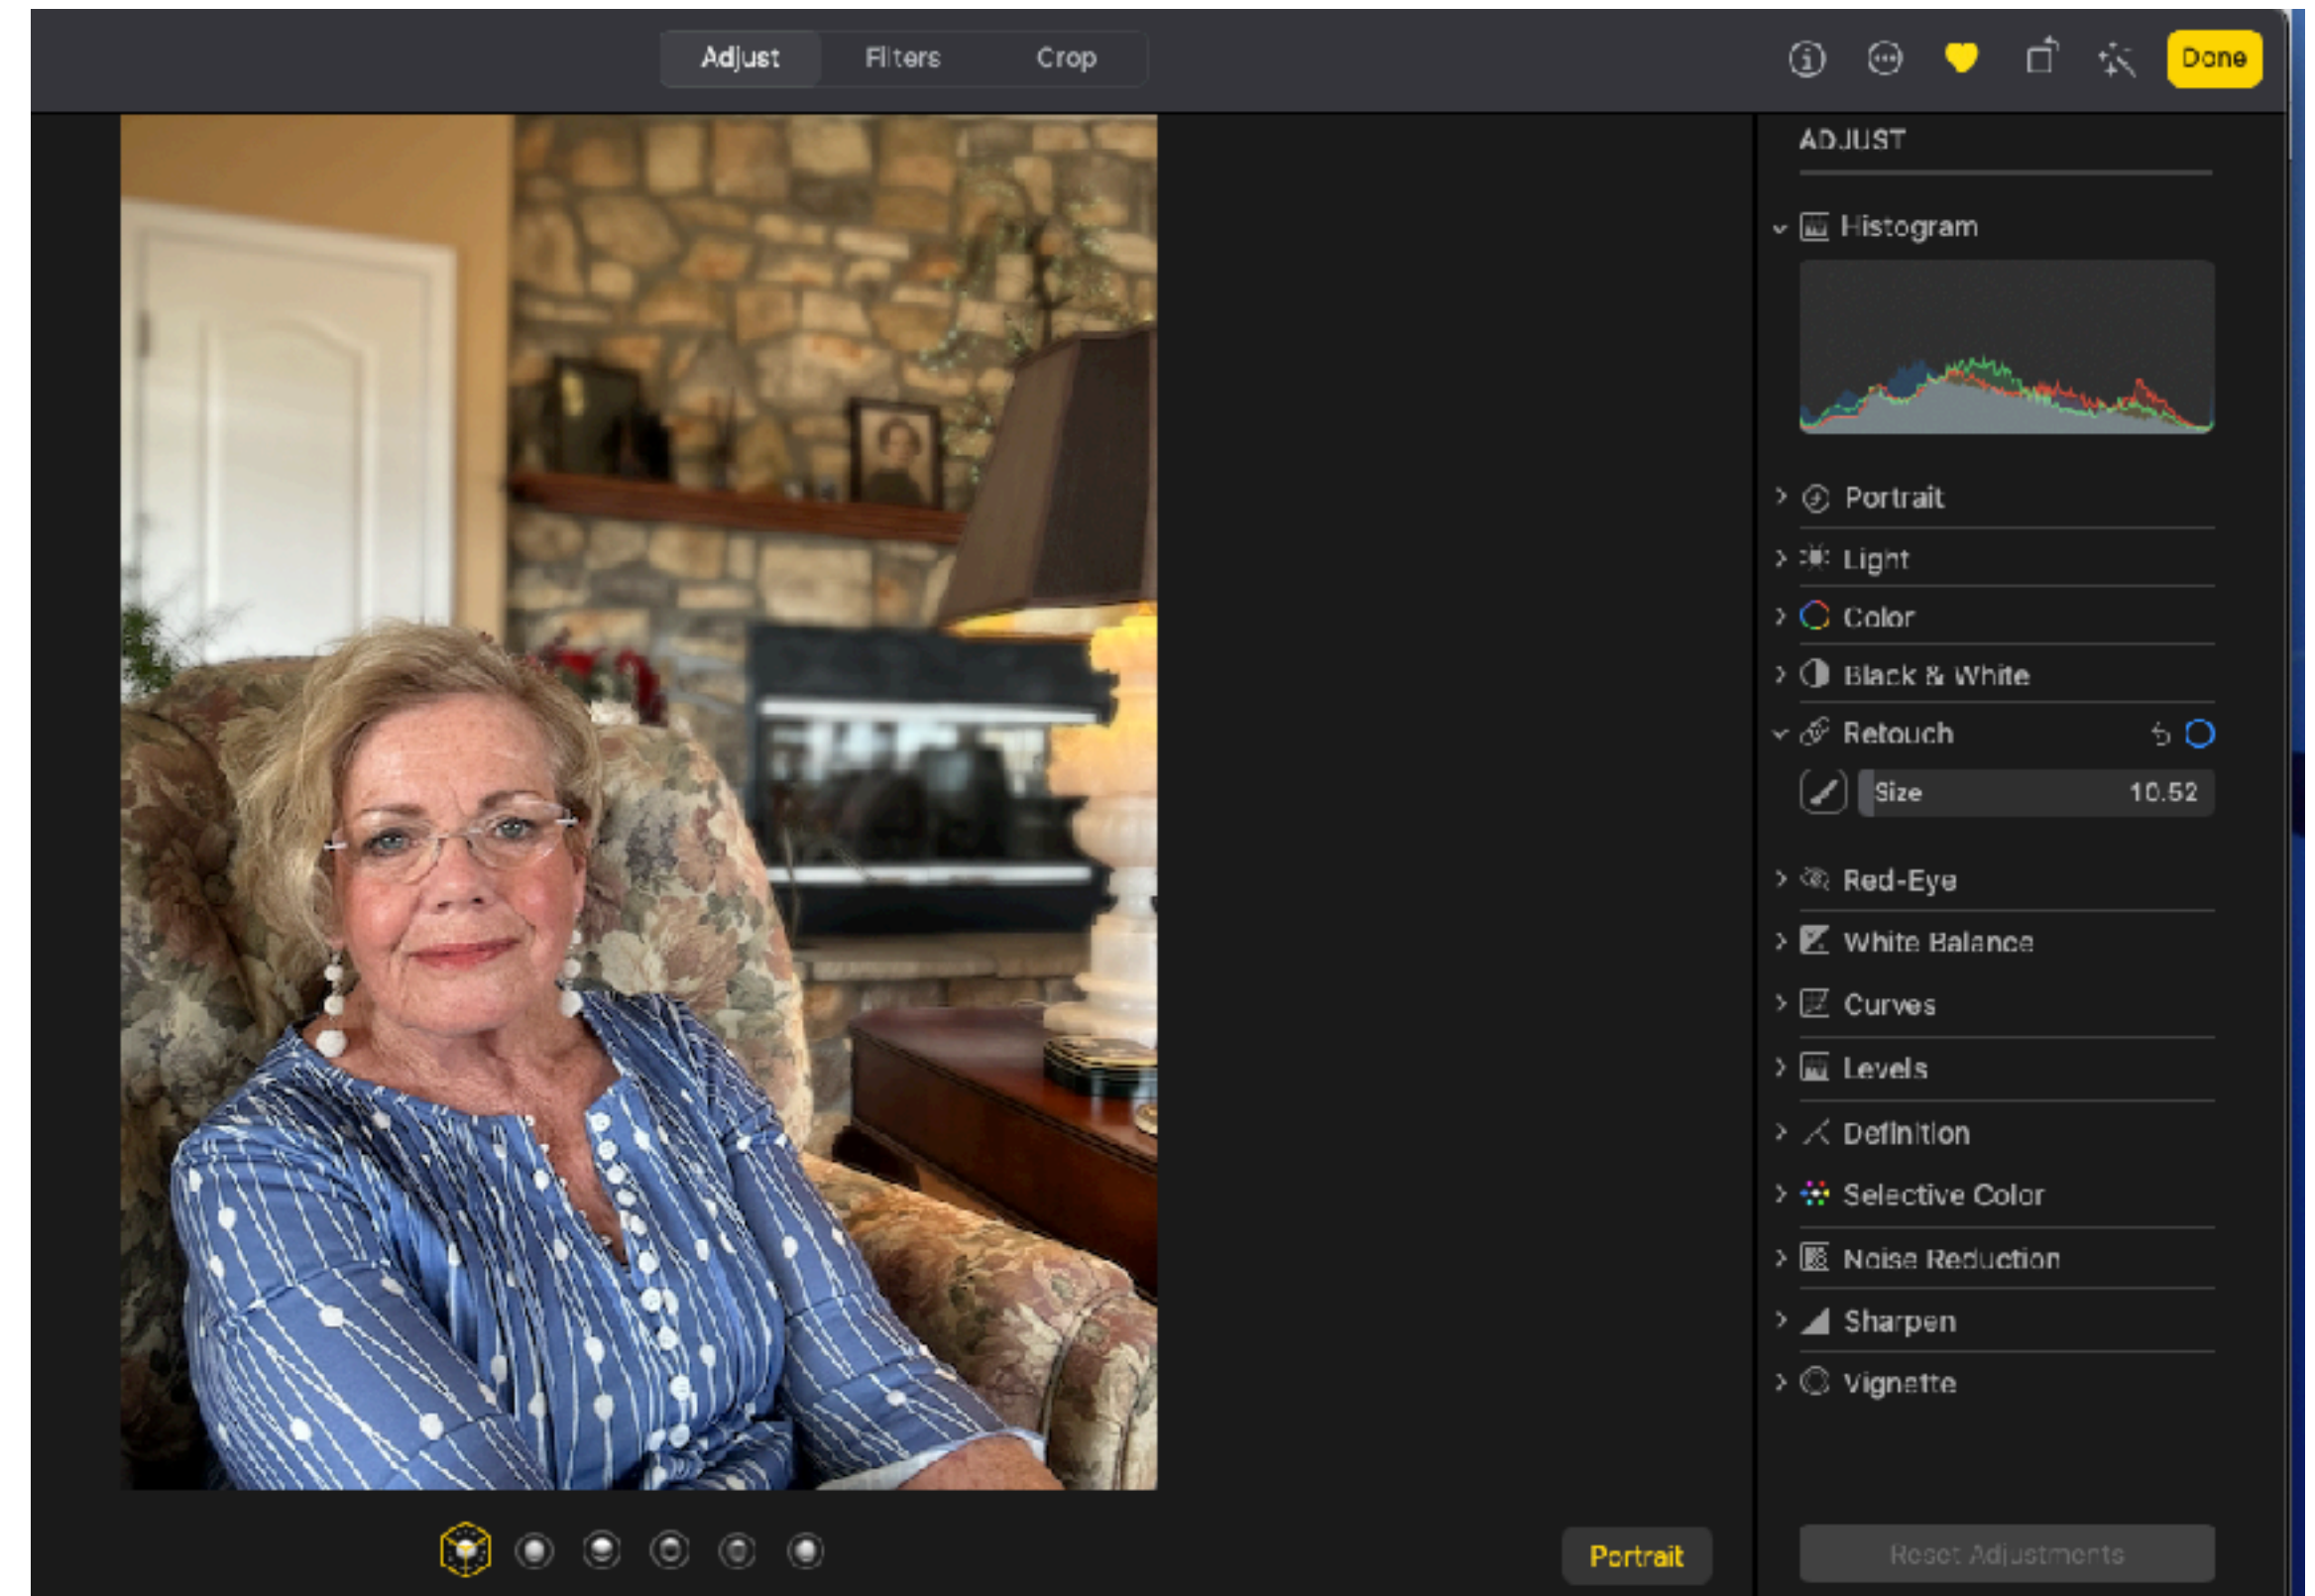 Adjust Filters Crop
Done
ADJUST
Histogram
Portrait
Light
Color
Black & White
Retouch
Size 10.52
Red-Eye
White Balance
Curves
Levels
Definition
Selective Color
Noise Reduction
Sharpen
Vignette
Portrait
Reset Adjustments